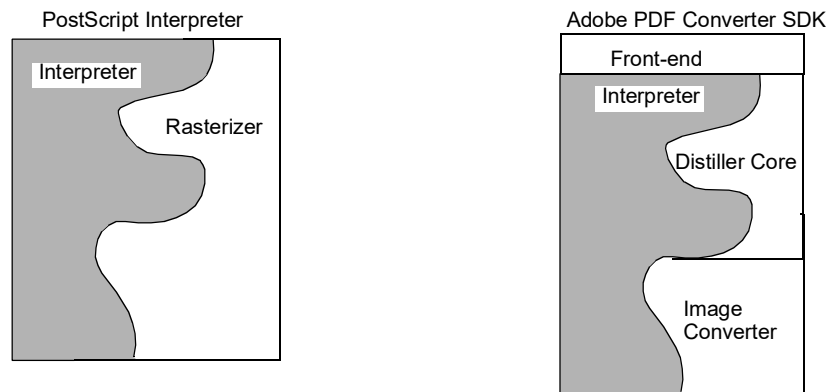 PostScript Interpreter
Interpreter
Rasterizer
Adobe PDF Converter SDK
Front-end
Interpreter
Distiller Core
Image
Converter